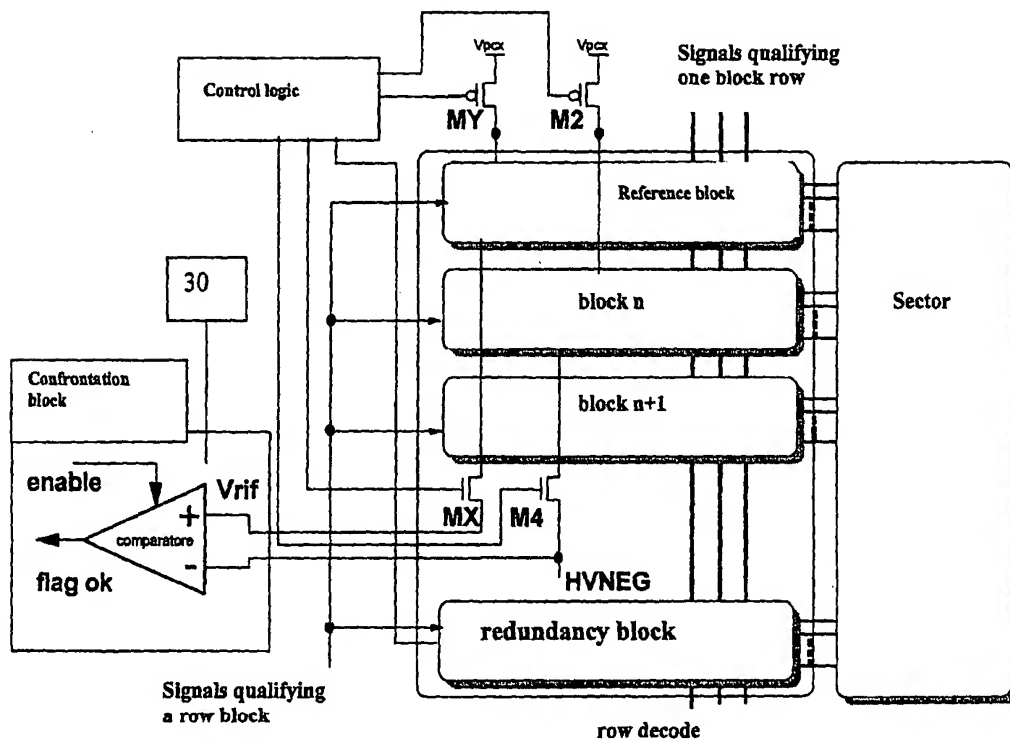 Vpcx
Vpcx
Signals qualifying
one block row
Control logic
MY
M2
Reference block
30
block n
Sector
Confrontation
block
block n+1
enable
Vrif
+
comparatore
-
MX
M4
flag ok
HVNEG
redundancy block
Signals qualifying
a row block
row decode